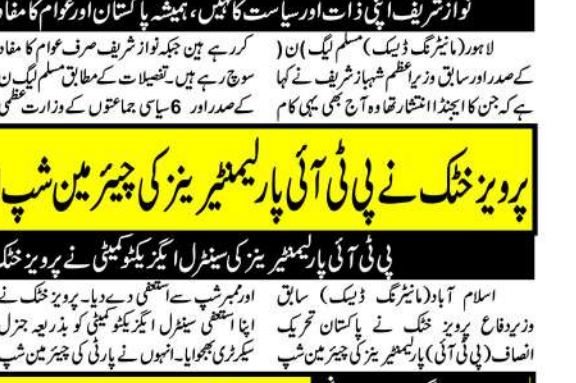 نواز شریف اپنی ذات اور سیاست کا نہیں، ہمیشہ پاکستان اور عوام کا مفا
لاہور (مانیٹرنگ ڈیسک) مسلم لیگ )ن(
کے صدر اور سابق وزیراعظم شہباز شریف نے کہا
ہے کہ جن کا ایجنڈا انتشار تھا وہ آج بھی یہی کام
کر رہے ہین جبکہ نواز شریف صرف عوام کا مفاد
سوچ رہے ہیں۔ تفصیلات کے مطابق مسلم لیگ ن
کے صدر اور 6 سیاسی جماعتوں کے وزارت عظمی
پرویز خٹک نے پی ٹی آئی پارلیمنٹیرینز کی چیئرمین شپ
پی ٹی آئی پارلیمنٹیرینز کی سینٹرل ایگزیکٹو کمیٹی نے پرویز خٹک
اسلام آباد (مانیٹرنگ ڈیسک) سابق
وزیردفاع پرویز خٹک نے پاکستان تحریک
انصاف (پی ٹی آئی) پارلیمنٹیرینز کی چیئرمین شپ
اور ممبر شپ سے استعفی دے دیا۔ پرویز خٹک نے
اپنا استعفی سینٹرل ایگزیکٹو کمیٹی کو بذریعہ جنرل
سیکرٹری بھجوایا۔ انہوں نے پارٹی کی چیئرمین شپ